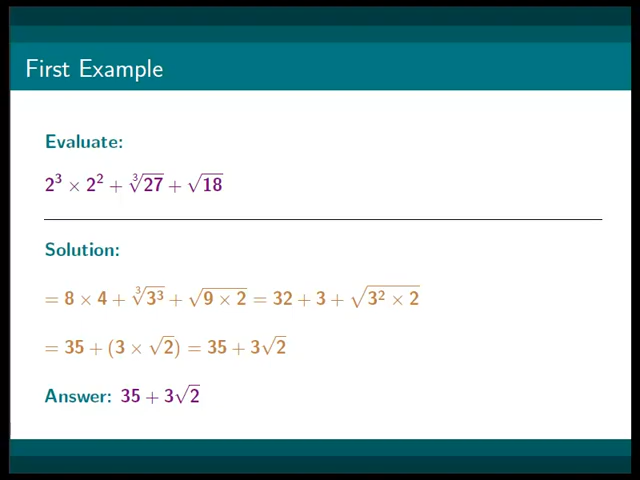 First Example
Evaluate:
2³ × 2² + ∛27 + √18
Solution:
= 8 × 4 + ∛3³ + √(9 × 2) = 32 + 3 + √(3² × 2)
= 35 + (3 × √2) = 35 + 3√2
Answer: 35 + 3√2